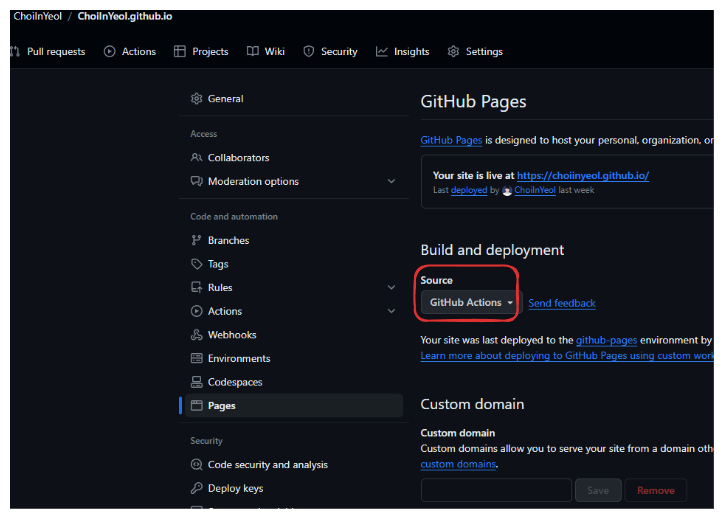 ChoiInYeol / ChoiInYeol.github.io
Pull requests Actions Projects Wiki Security Insights Settings
General
Access
Collaborators
Moderation options
Code and automation
Branches
Tags
Rules
Actions
Webhooks
Environments
Codespaces
Pages
Security
Code security and analysis
Deploy keys
GitHub Pages
GitHub Pages is designed to host your personal, organization, or
Your site is live at https://choiinyeol.github.io/
Last deployed by ChoiInYeol last week
Build and deployment
Source
GitHub Actions Send feedback
Your site was last deployed to the github-pages environment by
Learn more about deploying to GitHub Pages using custom work
Custom domain
Custom domain
Custom domains allow you to serve your site from a domain othe
custom domains.
Save Remove